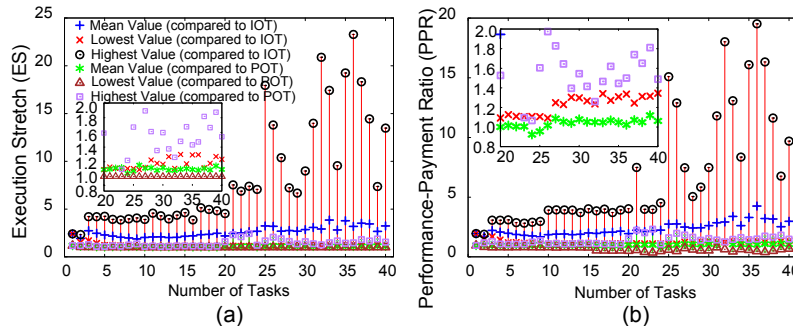 Execution Stretch (ES)
25
20
15
10
5
0
Mean Value (compared to IOT)
Lowest Value (compared to IOT)
Highest Value (compared to IOT)
Mean Value (compared to POT)
Lowest Value (compared to POT)
Highest Value (compared to POT)
2.0
1.8
1.6
1.4
1.2
1.0
0.8
20 25 30 35 40
0 5 10 15 20 25 30 35 40
Number of Tasks
(a)
Performance-Payment Ratio (PPR)
20
15
10
5
0
2.0
1.8
1.6
1.4
1.2
1.0
0.8
20 25 30 35 40
0 5 10 15 20 25 30 35 40
Number of Tasks
(b)